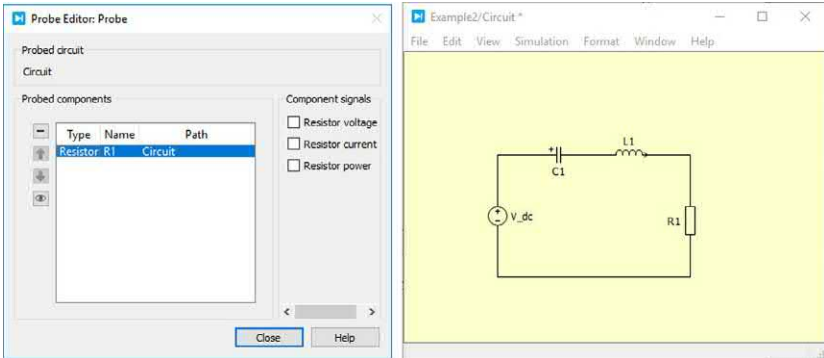 Probe Editor: Probe
Probed circuit
Circuit
Probed components
Type Name Path
Resistor R1 Circuit
Component signals
Resistor voltage
Resistor current
Resistor power
Close Help
Example2/Circuit *
File Edit View Simulation Format Window Help
L1
C1
V_dc
R1